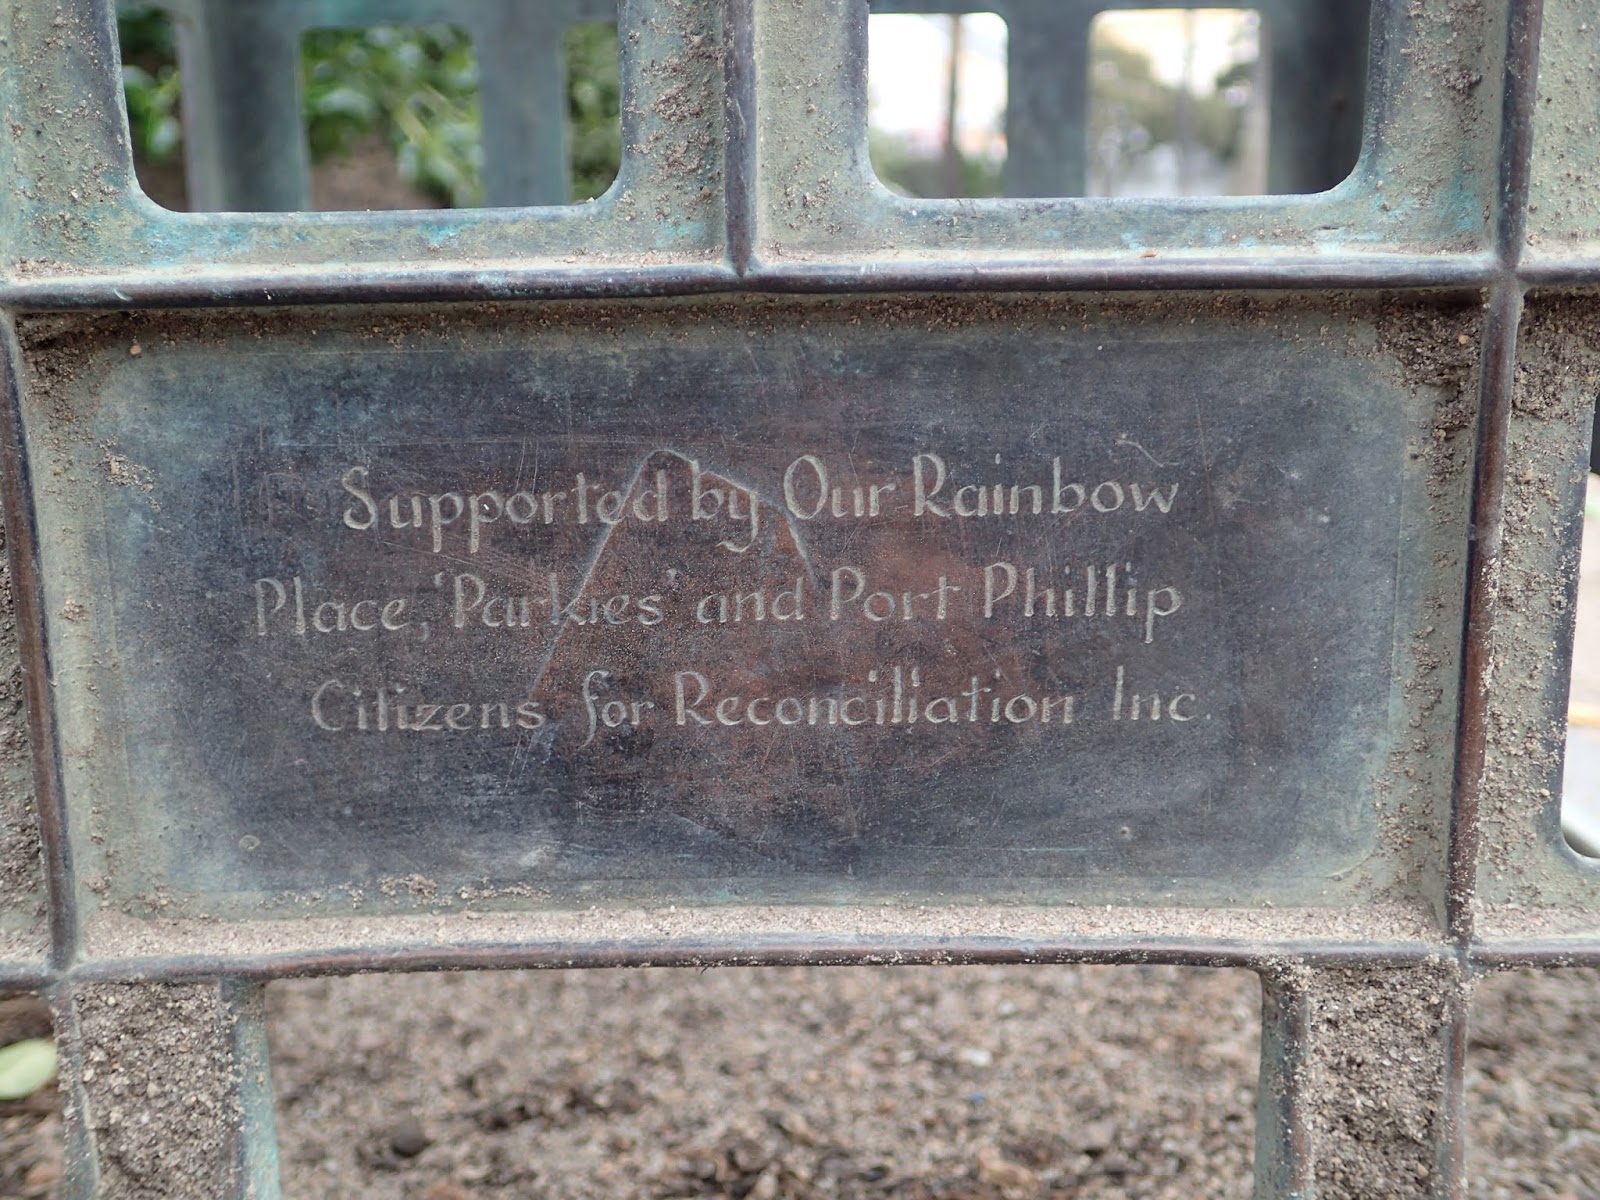 Supported by Our Rainbow
Place, 'Parkies' and Port Phillip
Citizens for Reconciliation Inc.